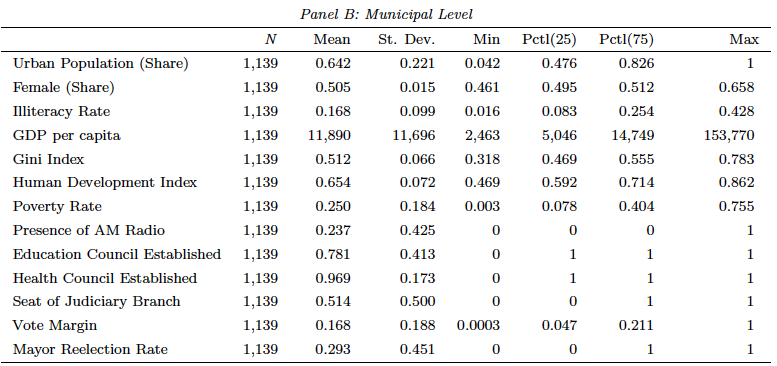 Panel B: Municipal Level
N Mean St. Dev. Min Pctl(25) Pctl(75) Max
Urban Population (Share) 1,139 0.642 0.221 0.042 0.476 0.826 1
Female (Share) 1,139 0.505 0.015 0.461 0.495 0.512 0.658
Illiteracy Rate 1,139 0.168 0.099 0.016 0.083 0.254 0.428
GDP per capita 1,139 11,890 11,696 2,463 5,046 14,749 153,770
Gini Index 1,139 0.512 0.066 0.318 0.469 0.555 0.783
Human Development Index 1,139 0.654 0.072 0.469 0.592 0.714 0.862
Poverty Rate 1,139 0.250 0.184 0.003 0.078 0.404 0.755
Presence of AM Radio 1,139 0.237 0.425 0 0 0 1
Education Council Established 1,139 0.781 0.413 0 1 1 1
Health Council Established 1,139 0.969 0.173 0 1 1 1
Seat of Judiciary Branch 1,139 0.514 0.500 0 0 1 1
Vote Margin 1,139 0.168 0.188 0.0003 0.047 0.211 1
Mayor Reelection Rate 1,139 0.293 0.451 0 0 1 1